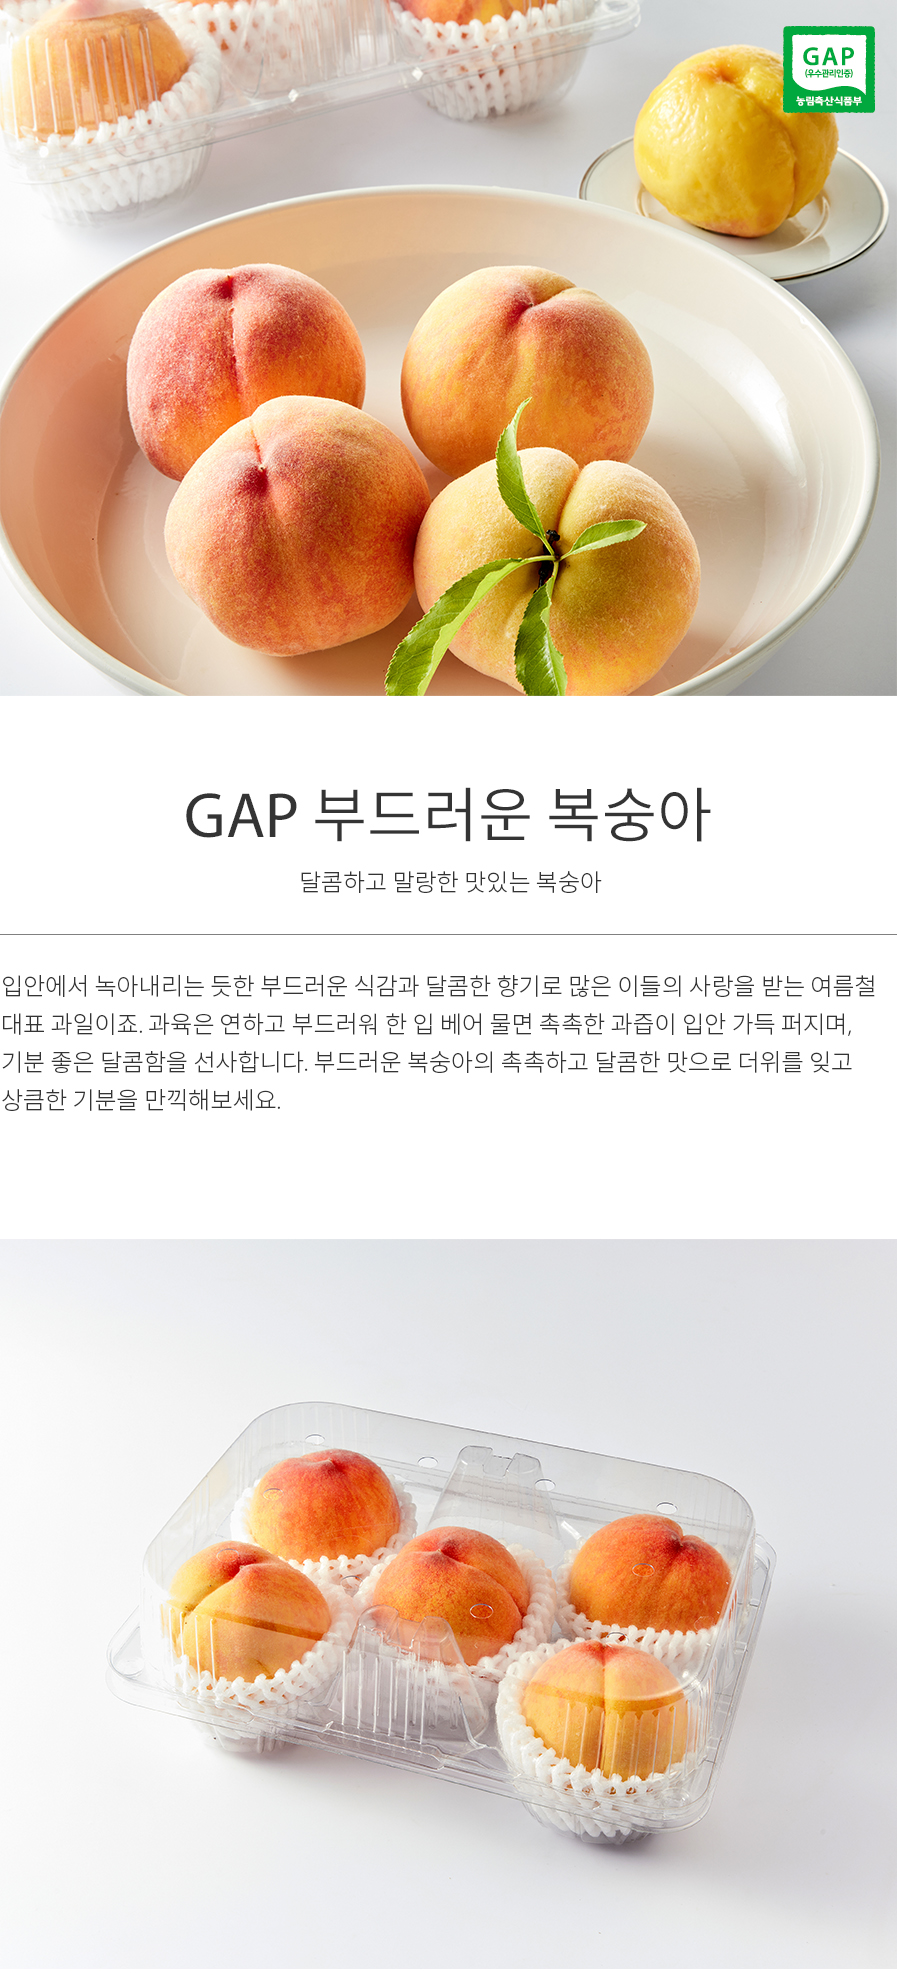 GAP
(우수관리인증)
농림축산식품부
GAP 부드러운 복숭아
달콤하고 말랑한 맛있는 복숭아
입안에서 녹아내리는 듯한 부드러운 식감과 달콤한 향기로 많은 이들의 사랑을 받는 여름철
대표 과일이죠. 과육은 연하고 부드러워 한 입 베어 물면 촉촉한 과즙이 입안 가득 퍼지며,
기분 좋은 달콤함을 선사합니다. 부드러운 복숭아의 촉촉하고 달콤한 맛으로 더위를 잊고
상큼한 기분을 만끽해보세요.